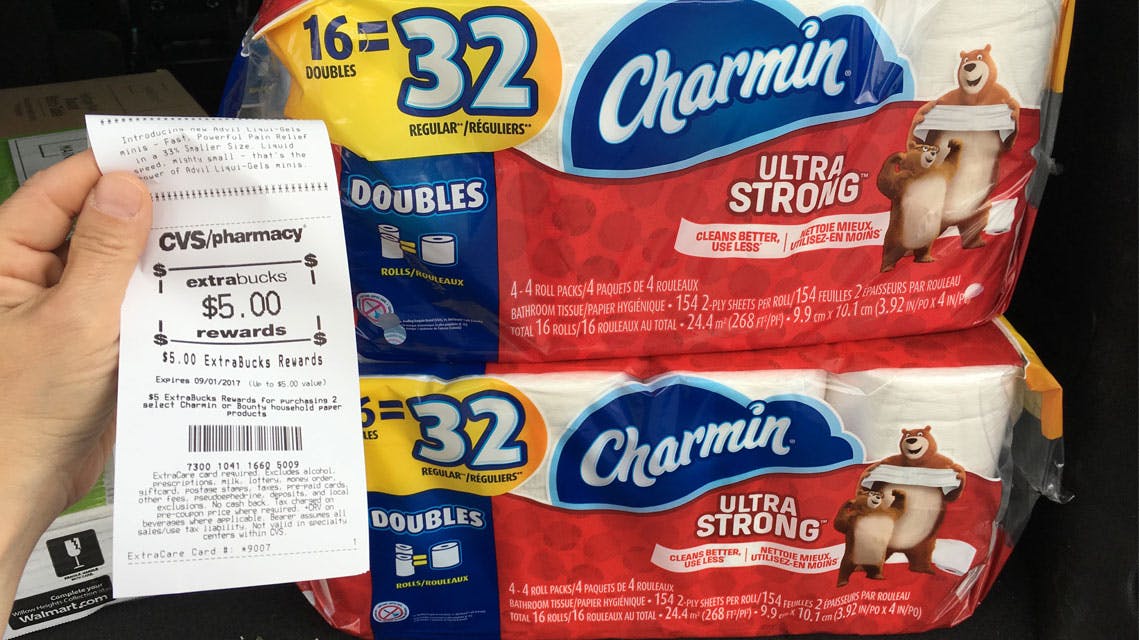 Introducing new Advil Liqui-Gels
minis - Fast, Powerful Pain Relief
in a 33% Smaller Size. Liquid
speed, mighty small - that's the
power of Advil Liqui-Gels minis.
CVS/pharmacy
$ $
extrabucks
$5.00
rewards
$ $
$5.00 ExtraBucks Rewards
Expires 09/01/2017 (Up to $5.00 value)
$5 ExtraBucks Rewards for purchasing 2
select Charmin or Bounty household paper
products
7300 1041 1660 5009
ExtraCare card required. Excludes alcohol,
prescriptions, milk, lottery, money order,
giftcard, postage stamps, taxes, pre-paid cards,
other fees, pseudoephedrine, deposits, and local
exclusions. No cash back. Tax charged on
pre-coupon price where required. +CRV on
beverages where applicable. Bearer assumes all
sales/use tax liability. Not valid in specialty
centers within CVS.
ExtraCare Card #: *9007 1
16=32
DOUBLES
REGULAR**/RÉGULIERS**
Charmin
ULTRA
STRONG™
CLEANS BETTER,
USE LESS*
NETTOIE MIEUX,
UTILISEZ-EN MOINS*
DOUBLES
=
ROLLS/ROULEAUX
4 - 4 ROLL PACKS/4 PAQUETS DE 4 ROULEAUX
BATHROOM TISSUE/PAPIER HYGIÉNIQUE • 154 2-PLY SHEETS PER ROLL/154 FEUILLES 2 ÉPAISSEURS PAR ROULEAU
TOTAL 16 ROLLS/16 ROULEAUX AU TOTAL • 24.4 m² (268 FT²/PI²) • 9.9 cm x 10.1 cm (3.92 IN/PO x 4 IN/PO)
6=32
LES
REGULAR**/RÉGULIERS**
Charmin
ULTRA
STRONG™
CLEANS BETTER,
USE LESS*
NETTOIE MIEUX,
UTILISEZ-EN MOINS*
DOUBLES
=
ROLLS/ROULEAUX
4 - 4 ROLL PACKS/4 PAQUETS DE 4 ROULEAUX
BATHROOM TISSUE/PAPIER HYGIÉNIQUE • 154 2-PLY SHEETS PER ROLL/154 FEUILLES 2 ÉPAISSEURS PAR ROULEAU
TOTAL 16 ROLLS/16 ROULEAUX AU TOTAL • 24.4 m² (268 FT²/PI²) • 9.9 cm x 10.1 cm (3.92 IN/PO x 4 IN/PO)
Complete your
Willow Heights Collection
Walmart.com